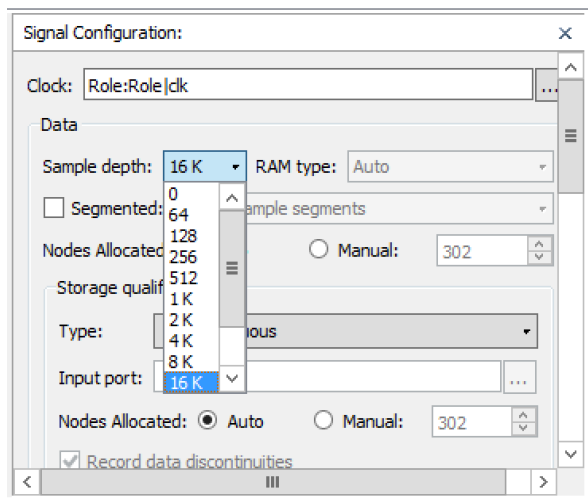 Signal Configuration:
Clock: Role:Role|clk ...
Data
Sample depth: 16 K RAM type: Auto
Segmented: ample segments
0
64
128
256
512
1 K
2 K
4 K
8 K
16 K
Nodes Allocated Manual: 302
Storage qualif
Type: uous
Input port: ...
Nodes Allocated: Auto Manual: 302
Record data discontinuities